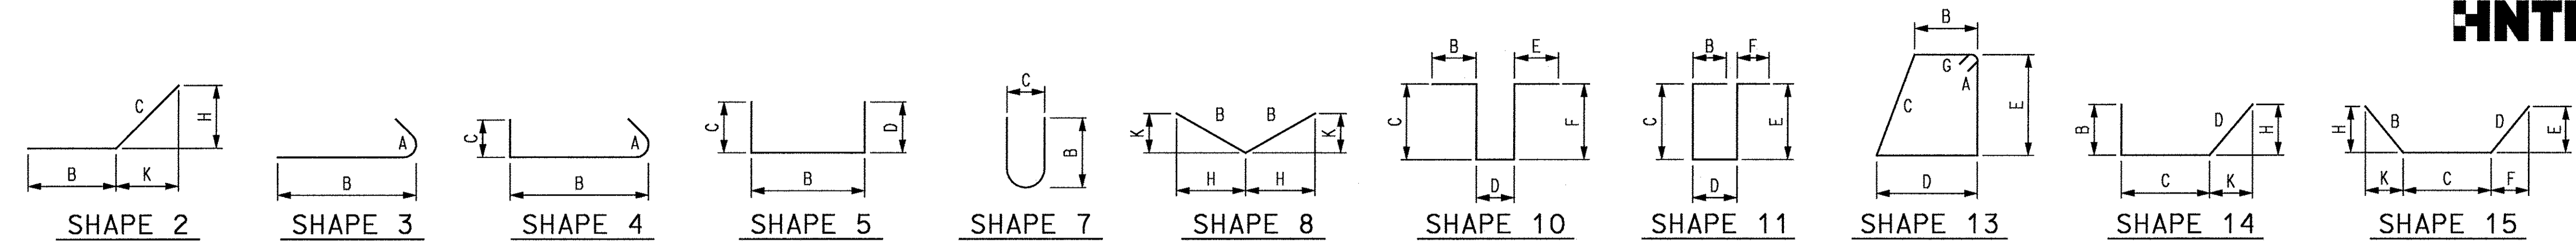 HNT
B E B F B
C H A A B C D K B B K C D F C E G A C E B D H H B D E
B K B B H H D D D C K K C F
SHAPE 2 SHAPE 3 SHAPE 4 SHAPE 5 SHAPE 7 SHAPE 8 SHAPE 10 SHAPE 11 SHAPE 13 SHAPE 14 SHAPE 15